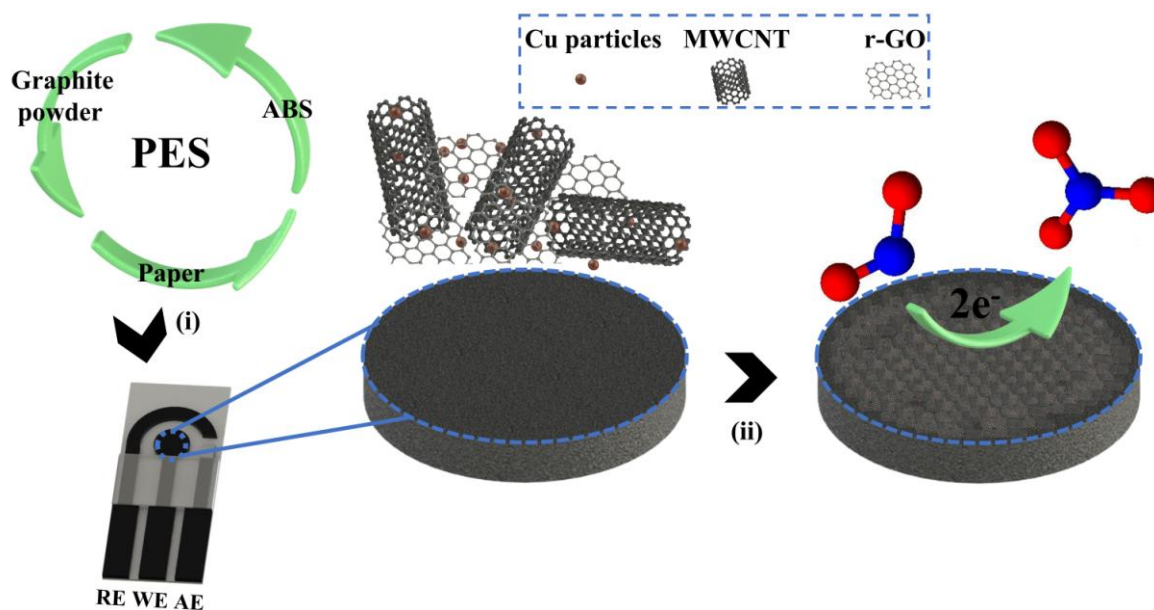 Cu particles MWCNT r-GO
Graphite
powder
ABS
PES
Paper
(i)
2e⁻
(ii)
RE WE AE